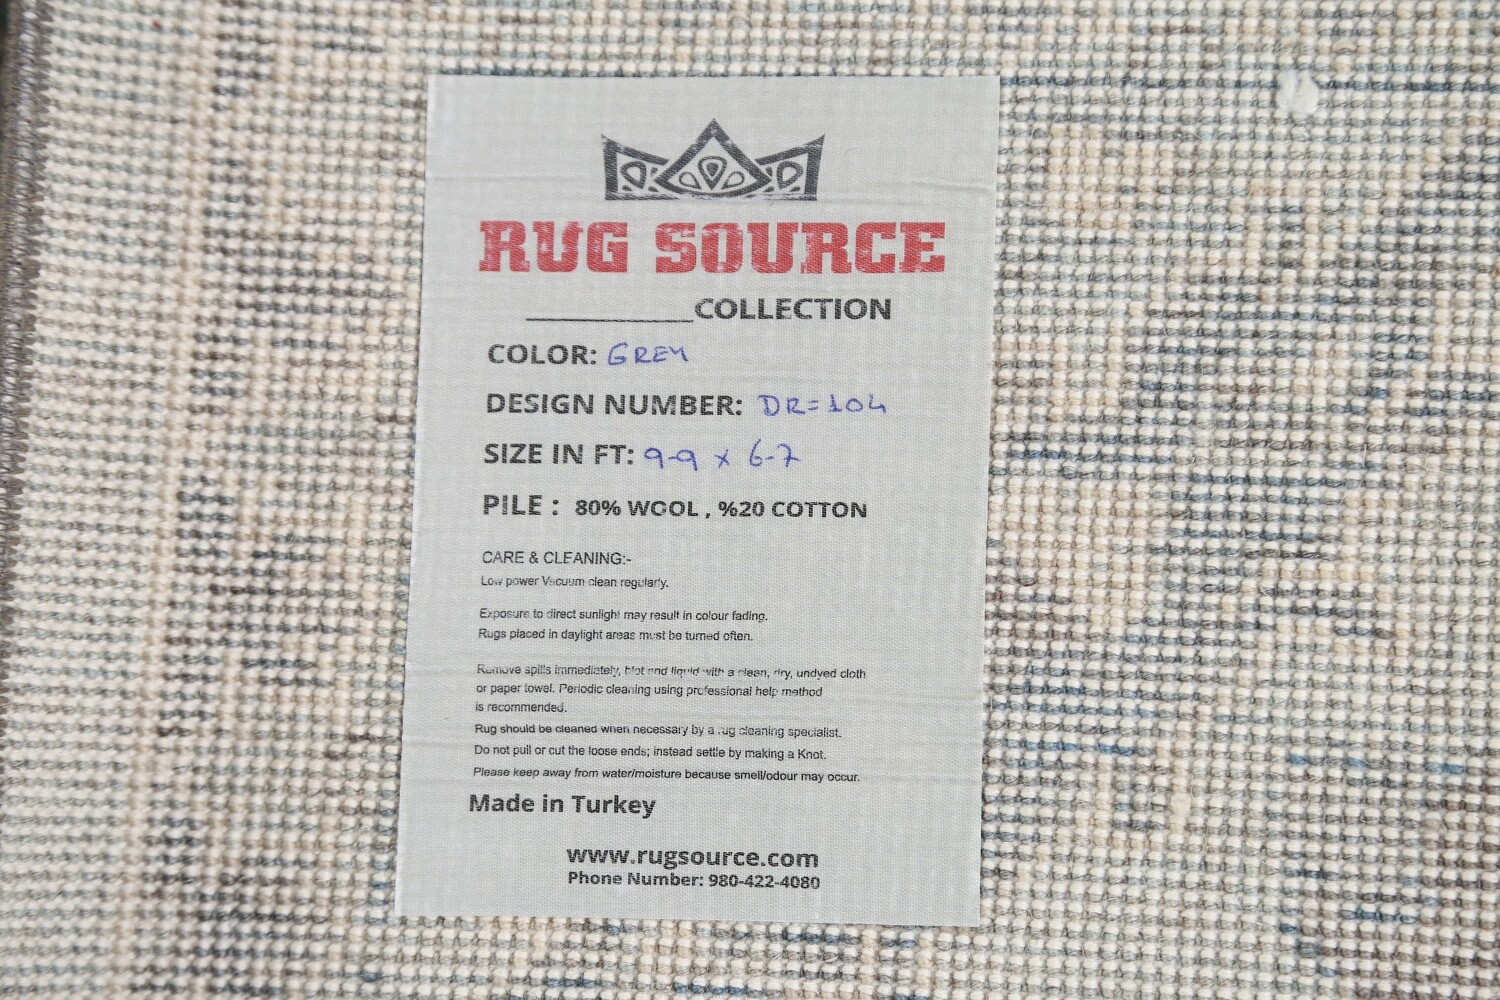 RUG SOURCE
__________COLLECTION
COLOR: GREY
DESIGN NUMBER: DR=104
SIZE IN FT: 9-9 x 6-7
PILE : 80% WOOL , %20 COTTON
CARE & CLEANING:-
Low power Vacuum clean regularly.
Exposure to direct sunlight may result in colour fading.
Rugs placed in daylight areas must be turned often.
Remove spills immediately, blot and liquid with a clean, dry, undyed cloth
or paper towel. Periodic cleaning using professional help method
is recommended.
Rug should be cleaned when necessary by a rug cleaning specialist.
Do not pull or cut the loose ends; instead settle by making a Knot.
Please keep away from water/moisture because smell/odour may occur.
Made in Turkey
www.rugsource.com
Phone Number: 980-422-4080